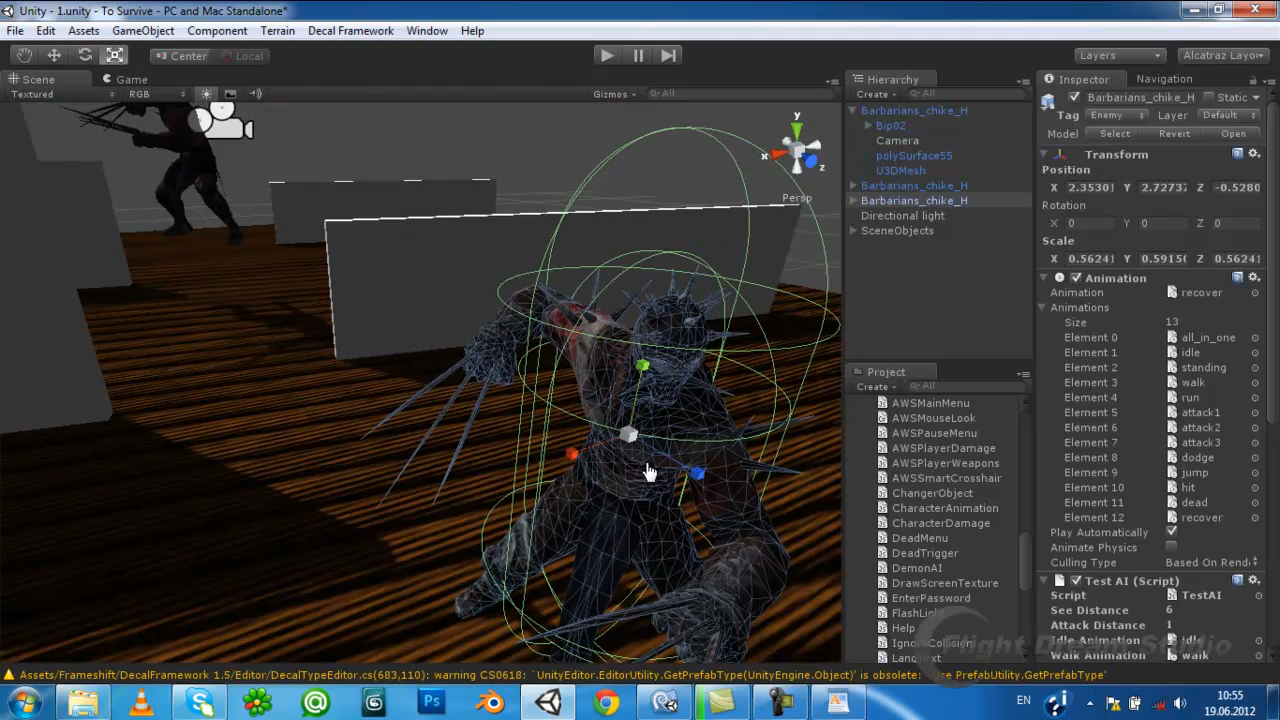 Unity - 1.unity - To Survive - PC and Mac Standalone*
File Edit Assets GameObject Component Terrain Decal Framework Window Help
Center Local Layers Alcatraz Layo
Scene Game Hierarchy Inspector Navigation
Textured RGB Gizmos All Create All
Barbarians_chike_H Static
Barbarians_chike_H
Tag Enemy Layer Default
Bip02
Model Select Revert Open
Camera
polySurface55
Transform
U3DMesh
Position
Barbarians_chike_H
X 2.3530 Y 2.7273 Z -0.5280
Barbarians_chike_H
Rotation
Directional light
X 0 Y 0 Z 0
SceneObjects
Scale
X 0.5624 Y 0.5915 Z 0.5624
y
x
z
Persp
Animation
Animation recover
Animations
Size 13
Element 0 all_in_one
Element 1 idle
Element 2 standing
Element 3 walk
Element 4 run
Element 5 attack1
Element 6 attack2
Element 7 attack3
Element 8 dodge
Element 9 jump
Element 10 hit
Element 11 dead
Element 12 recover
Play Automatically
Animate Physics
Culling Type Based On Rend
Test AI (Script)
Script TestAI
See Distance 6
Attack Distance 1
Idle Animation idle
Walk Animation walk
Project
Create All
AWSMainMenu
AWSMouseLook
AWSPauseMenu
AWSPlayerDamage
AWSPlayerWeapons
AWSSmartCrosshair
ChangerObject
CharacterAnimation
CharacterDamage
DeadMenu
DeadTrigger
DemonAI
DrawScreenTexture
EnterPassword
FlashLight
Help
Flight Dream Studio
Assets/Frameshift/DecalFramework 1.5/Editor/DecalTypeEditor.cs(683,110): warning CS0618: `UnityEditor.EditorUtility.GetPrefabType(UnityEngine.Object)' is obsolete: `Use PrefabUtility.GetPrefabType'
EN
10:55
19.06.2012